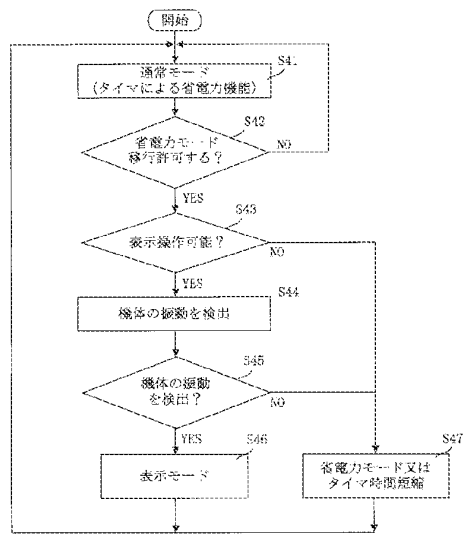 開始
S41
通常モード
(タイマによる省電力機能)
S42
省電力モード
移行許可する?
NO
YES
S43
表示操作可能?
NO
YES
S44
機体の振動を検出
S45
機体の振動
を検出?
NO
YES
S46
表示モード
S47
省電力モード又は
タイマ時間短縮